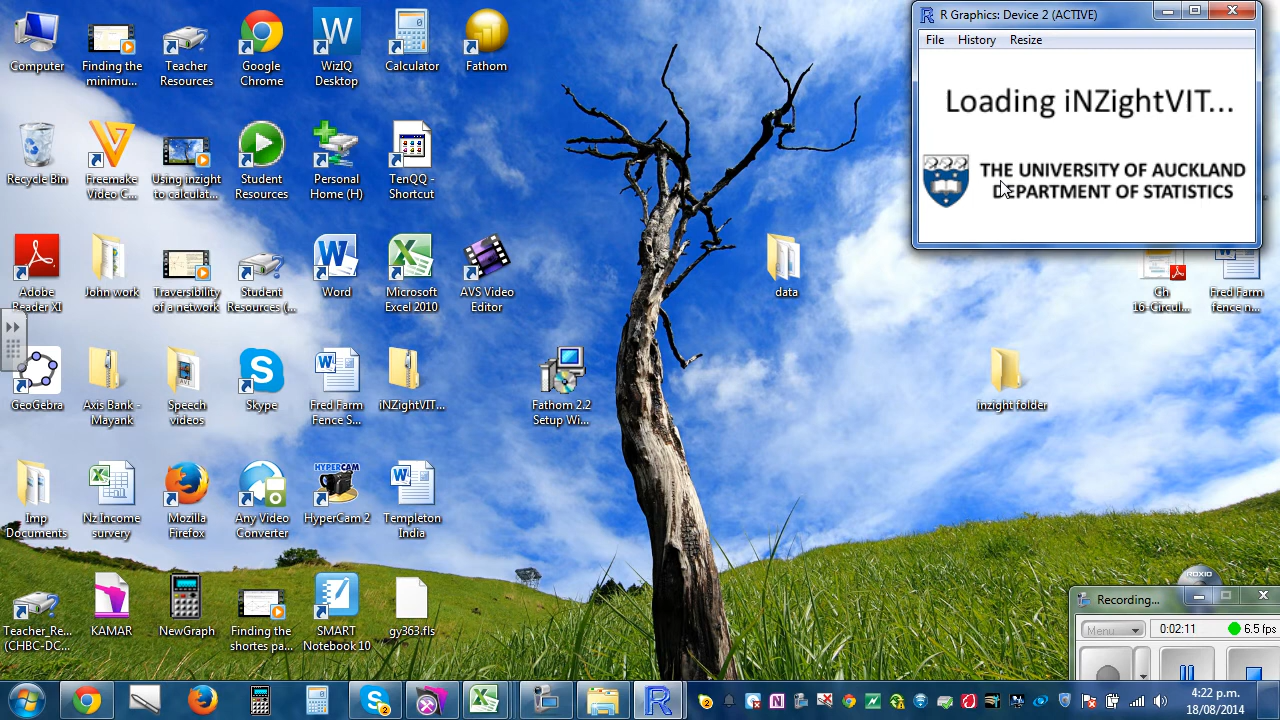 Computer
Finding the
minimu...
Teacher
Resources
Google
Chrome
WizIQ
Desktop
Calculator
Fathom
Recycle Bin
Freemake
Video C...
Using inzight
to calculat...
Student
Resources
Personal
Home (H)
TenQQ -
Shortcut
Adobe
Reader XI
John work
Traversibility
of a network
Student
Resources (...
Word
Microsoft
Excel 2010
AVS Video
Editor
data
Ch
16-Circul...
Fred Farm
fence n...
GeoGebra
Axis Bank -
Mayank
Speech
videos
Skype
Fred Farm
Fence S...
iNZightVIT...
Fathom 2.2
Setup Wi...
inzight folder
Imp
Documents
Nz Income
survery
Mozilla
Firefox
Any Video
Converter
HYPERCAM
HyperCam 2
Templeton
India
Teacher_Re...
(CHBC-DC...
KAMAR
NewGraph
Finding the
shortes pa...
SMART
Notebook 10
gy363.fls
R Graphics: Device 2 (ACTIVE)
File History Resize
Loading iNZightVIT...
THE UNIVERSITY OF AUCKLAND
DEPARTMENT OF STATISTICS
ROXIO
Recording...
Menu
0:02:11
6.5 fps
4:22 p.m.
18/08/2014